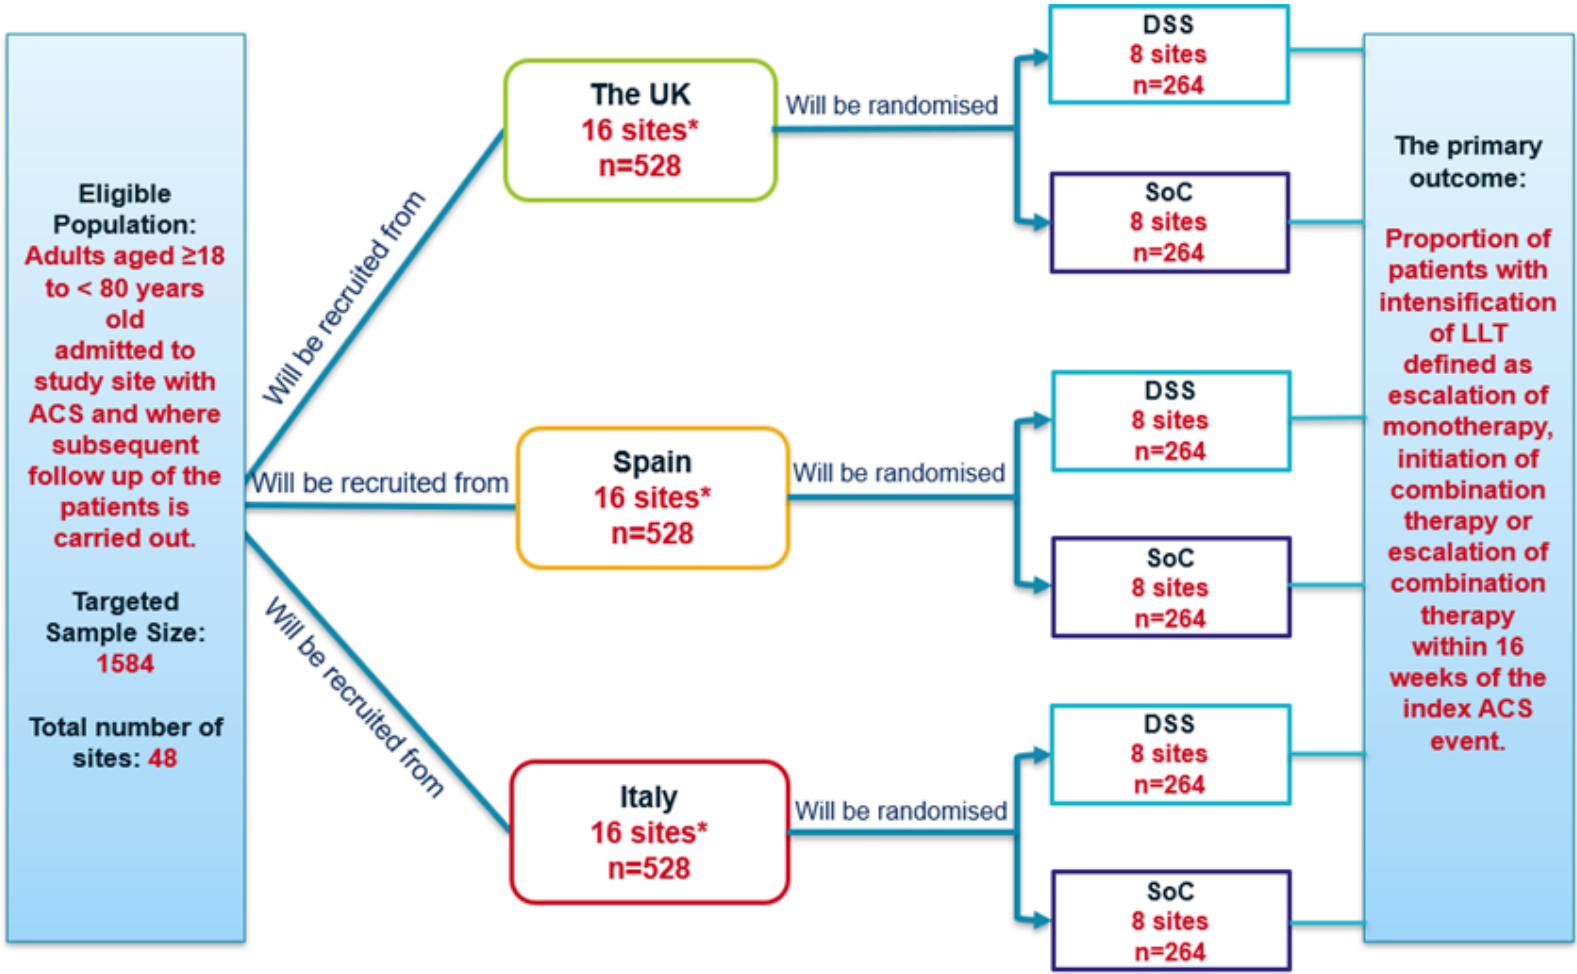 Eligible
Population:
Adults aged ≥18
to < 80 years
old
admitted to
study site with
ACS and where
subsequent
follow up of the
patients is
carried out.
Targeted
Sample Size:
1584
Total number of
sites: 48
Will be recruited from
The UK
16 sites*
n=528
Will be randomised
DSS
8 sites
n=264
SoC
8 sites
n=264
Will be recruited from
Spain
16 sites*
n=528
Will be randomised
DSS
8 sites
n=264
SoC
8 sites
n=264
Will be recruited from
Italy
16 sites*
n=528
Will be randomised
DSS
8 sites
n=264
SoC
8 sites
n=264
The primary
outcome:
Proportion of
patients with
intensification
of LLT
defined as
escalation of
monotherapy,
initiation of
combination
therapy or
escalation of
combination
therapy
within 16
weeks of the
index ACS
event.